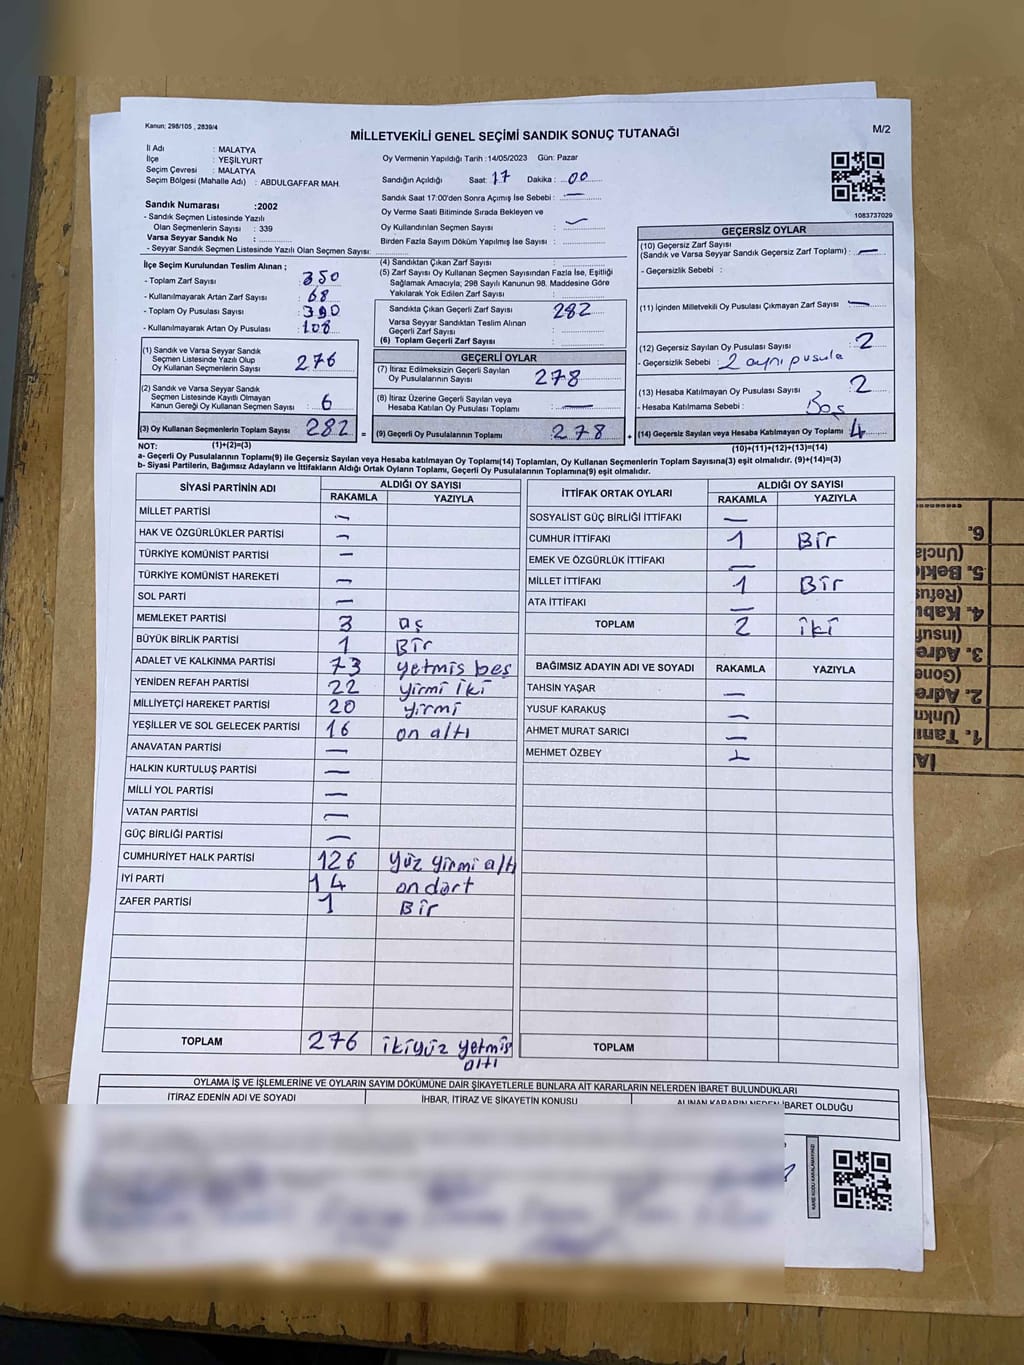 Kanun: 298/105 , 2839/4
MİLLETVEKİLİ GENEL SEÇİMİ SANDIK SONUÇ TUTANAĞI
M/2
İl Adı : MALATYA
İlçe : YEŞİLYURT
Seçim Çevresi : MALATYA
Seçim Bölgesi (Mahalle Adı) : ABDULGAFFAR MAH.
Sandık Numarası :2002
- Sandık Seçmen Listesinde Yazılı
Olan Seçmenlerin Sayısı : 339
Varsa Seyyar Sandık No :
- Seyyar Sandık Seçmen Listesinde Yazılı Olan Seçmen Sayısı:
Oy Vermenin Yapıldığı Tarih :14/05/2023 Gün: Pazar
Sandığın Açıldığı Saat: 17 Dakika : 00
Sandık Saat 17:00'den Sonra Açımış İse Sebebi : —
Oy Verme Saati Bitiminde Sırada Bekleyen ve
Oy Kullandırılan Seçmen Sayısı : —
Birden Fazla Sayım Döküm Yapılmış İse Sayısı :
1083737029
İlçe Seçim Kurulundan Teslim Alınan ;
- Toplam Zarf Sayısı : 350
- Kullanılmayarak Artan Zarf Sayısı : 68
- Toplam Oy Pusulası Sayısı : 390
- Kullanılmayarak Artan Oy Pusulası : 108
(1) Sandık ve Varsa Seyyar Sandık
Seçmen Listesinde Yazılı Olup
Oy Kullanan Seçmenlerin Sayısı : 276
(2) Sandık ve Varsa Seyyar Sandık
Seçmen Listesinde Kayıtlı Olmayan
Kanun Gereği Oy Kullanan Seçmen Sayısı : 6
(3) Oy Kullanan Seçmenlerin Toplam Sayısı : 282
(4) Sandıktan Çıkan Zarf Sayısı :
(5) Zarf Sayısı Oy Kullanan Seçmen Sayısından Fazla İse, Eşitliği
Sağlamak Amacıyla; 298 Sayılı Kanunun 98. Maddesine Göre
Yakılarak Yok Edilen Zarf Sayısı :
Sandıkta Çıkan Geçerli Zarf Sayısı : 282
Varsa Seyyar Sandıktan Teslim Alınan
Geçerli Zarf Sayısı :
(6) Toplam Geçerli Zarf Sayısı :
GEÇERLİ OYLAR
(7) İtiraz Edilmeksizin Geçerli Sayılan
Oy Pusulalarının Sayısı : 278
(8) İtiraz Üzerine Geçerli Sayılan veya
Hesaba Katılan Oy Pusulası Toplamı : —
= (9) Geçerli Oy Pusulalarının Toplamı : 278 +
GEÇERSİZ OYLAR
(10) Geçersiz Zarf Sayısı
(Sandık ve Varsa Seyyar Sandık Geçersiz Zarf Toplamı) : —
- Geçersizlik Sebebi :
(11) İçinden Milletvekili Oy Pusulası Çıkmayan Zarf Sayısı : —
(12) Geçersiz Sayılan Oy Pusulası Sayısı : 2
- Geçersizlik Sebebi : 2 aynı pusula
(13) Hesaba Katılmayan Oy Pusulası Sayısı : 2
- Hesaba Katılmama Sebebi : Boş
(14) Geçersiz Sayılan veya Hesaba Katılmayan Oy Toplamı : 4
NOT: (1)+(2)=(3) (10)+(11)+(12)+(13)=(14)
a- Geçerli Oy Pusulalarının Toplamı(9) ile Geçersiz Sayılan veya Hesaba katılmayan Oy Toplamı(14) Toplamları, Oy Kullanan Seçmenlerin Toplam Sayısına(3) eşit olmalıdır. (9)+(14)=(3)
b- Siyasi Partilerin, Bağımsız Adayların ve İttifakların Aldığı Ortak Oyların Toplamı, Geçerli Oy Pusulalarının Toplamına(9) eşit olmalıdır.
SİYASİ PARTİNİN ADI ALDIĞI OY SAYISI
RAKAMLA YAZIYLA
MİLLET PARTİSİ —
HAK VE ÖZGÜRLÜKLER PARTİSİ —
TÜRKİYE KOMÜNİST PARTİSİ —
TÜRKİYE KOMÜNİST HAREKETİ —
SOL PARTİ —
MEMLEKET PARTİSİ 3 üç
BÜYÜK BİRLİK PARTİSİ 1 Bir
ADALET VE KALKINMA PARTİSİ 73 yetmiş beş
YENİDEN REFAH PARTİSİ 22 yirmi iki
MİLLİYETÇİ HAREKET PARTİSİ 20 yirmi
YEŞİLLER VE SOL GELECEK PARTİSİ 16 on altı
ANAVATAN PARTİSİ —
HALKIN KURTULUŞ PARTİSİ —
MİLLİ YOL PARTİSİ —
VATAN PARTİSİ —
GÜÇ BİRLİĞİ PARTİSİ —
CUMHURİYET HALK PARTİSİ 126 yüz yirmi altı
İYİ PARTİ 14 on dört
ZAFER PARTİSİ 1 Bir
TOPLAM 276 ikiyüz yetmiş
altı
İTTİFAK ORTAK OYLARI ALDIĞI OY SAYISI
RAKAMLA YAZIYLA
SOSYALİST GÜÇ BİRLİĞİ İTTİFAKI —
CUMHUR İTTİFAKI 1 Bir
EMEK VE ÖZGÜRLÜK İTTİFAKI —
MİLLET İTTİFAKI 1 Bir
ATA İTTİFAKI —
TOPLAM 2 iki
BAĞIMSIZ ADAYIN ADI VE SOYADI RAKAMLA YAZIYLA
TAHSİN YAŞAR —
YUSUF KARAKUŞ —
AHMET MURAT SARICI —
MEHMET ÖZBEY
TOPLAM
OYLAMA İŞ VE İŞLEMLERİNE VE OYLARIN SAYIM DÖKÜMÜNE DAİR ŞİKAYETLERLE BUNLARA AİT KARARLARIN NELERDEN İBARET BULUNDUKLARI
İTİRAZ EDENİN ADI VE SOYADI İHBAR, İTİRAZ VE ŞİKAYETİN KONUSU ALINAN KARARIN NEDEN İBARET OLDUĞU
6.
5. Bekl
4. Kabu
(Refus
3. Adre
2. Adre
(Gone
1. Tanı